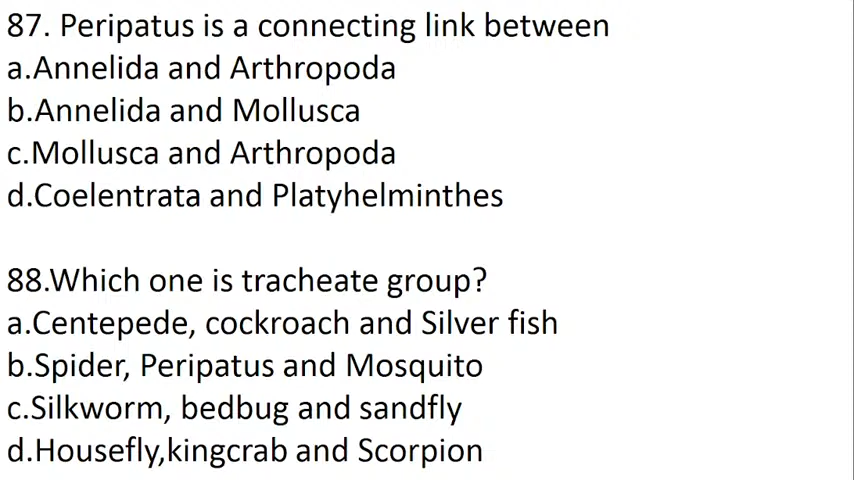 87. Peripatus is a connecting link between
a.Annelida and Arthropoda
b.Annelida and Mollusca
c.Mollusca and Arthropoda
d.Coelentrata and Platyhelminthes
88.Which one is tracheate group?
a.Centepede, cockroach and Silver fish
b.Spider, Peripatus and Mosquito
c.Silkworm, bedbug and sandfly
d.Housefly,kingcrab and Scorpion